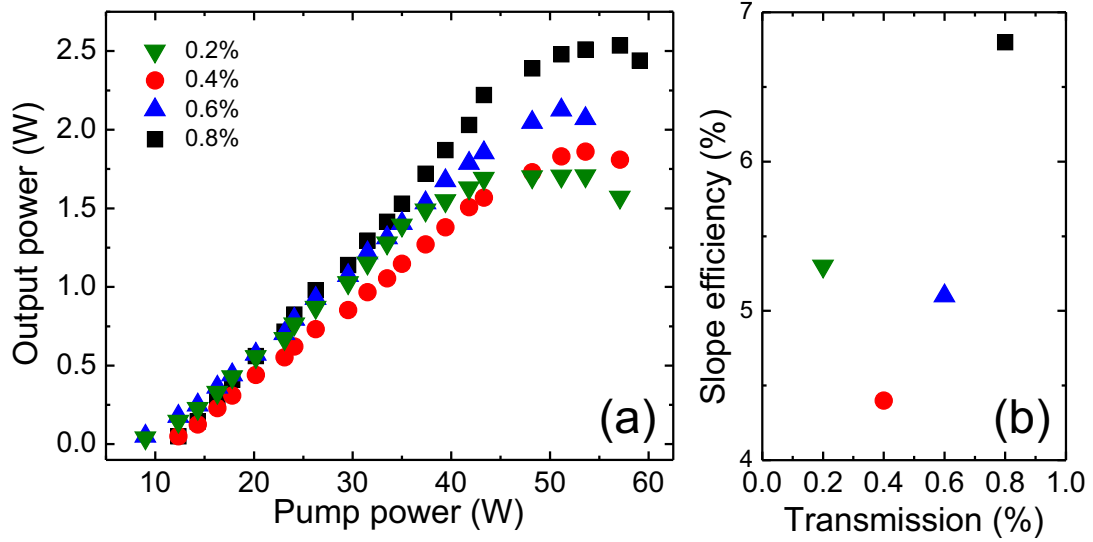 2.5
2.0
1.5
1.0
0.5
0.0
Output power (W)
0.2%
0.4%
0.6%
0.8%
(a)
10 20 30 40 50 60
Pump power (W)
7
6
5
4
Slope efficiency (%)
(b)
0.0 0.2 0.4 0.6 0.8 1.0
Transmission (%)